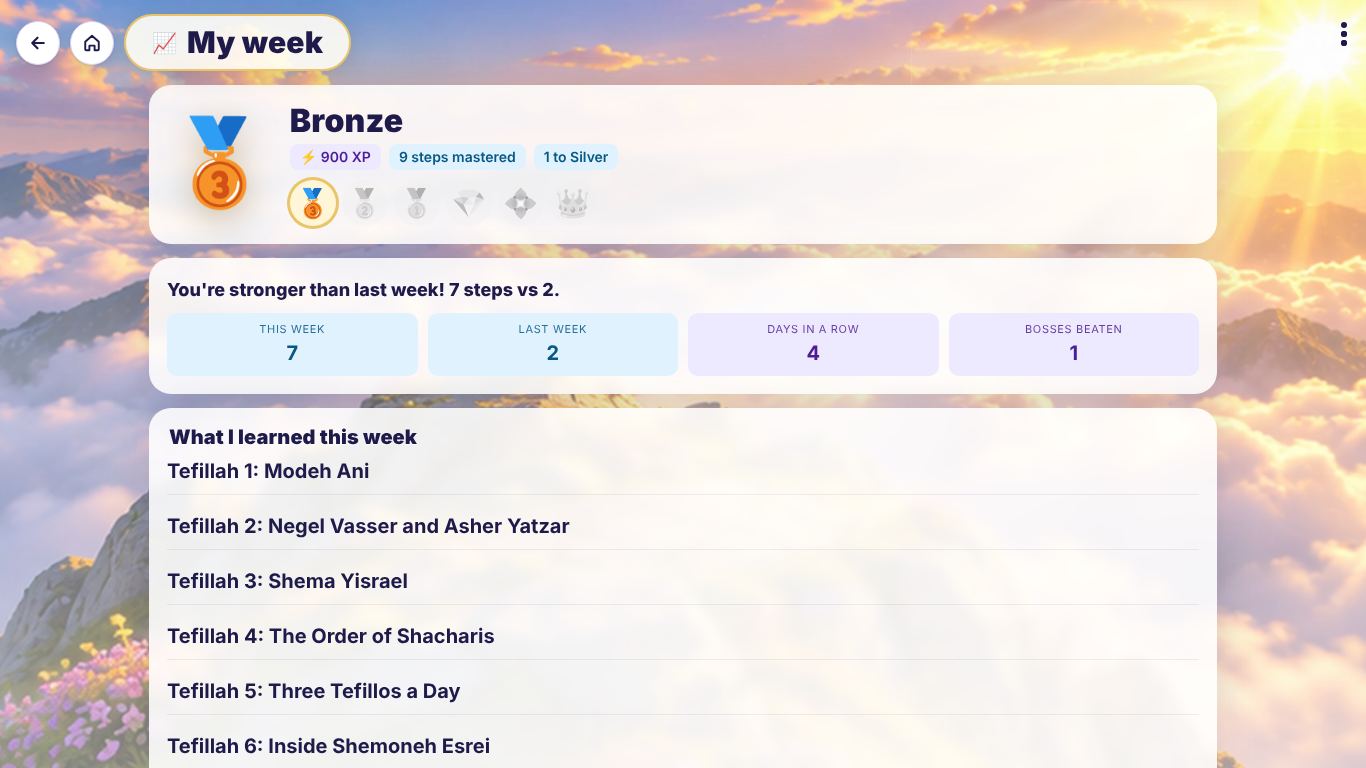 My week
Bronze
⚡ 900 XP
9 steps mastered
1 to Silver
You're stronger than last week! 7 steps vs 2.
THIS WEEK
7
LAST WEEK
2
DAYS IN A ROW
4
BOSSES BEATEN
1
What I learned this week
Tefillah 1: Modeh Ani
Tefillah 2: Negel Vasser and Asher Yatzar
Tefillah 3: Shema Yisrael
Tefillah 4: The Order of Shacharis
Tefillah 5: Three Tefillos a Day
Tefillah 6: Inside Shemoneh Esrei